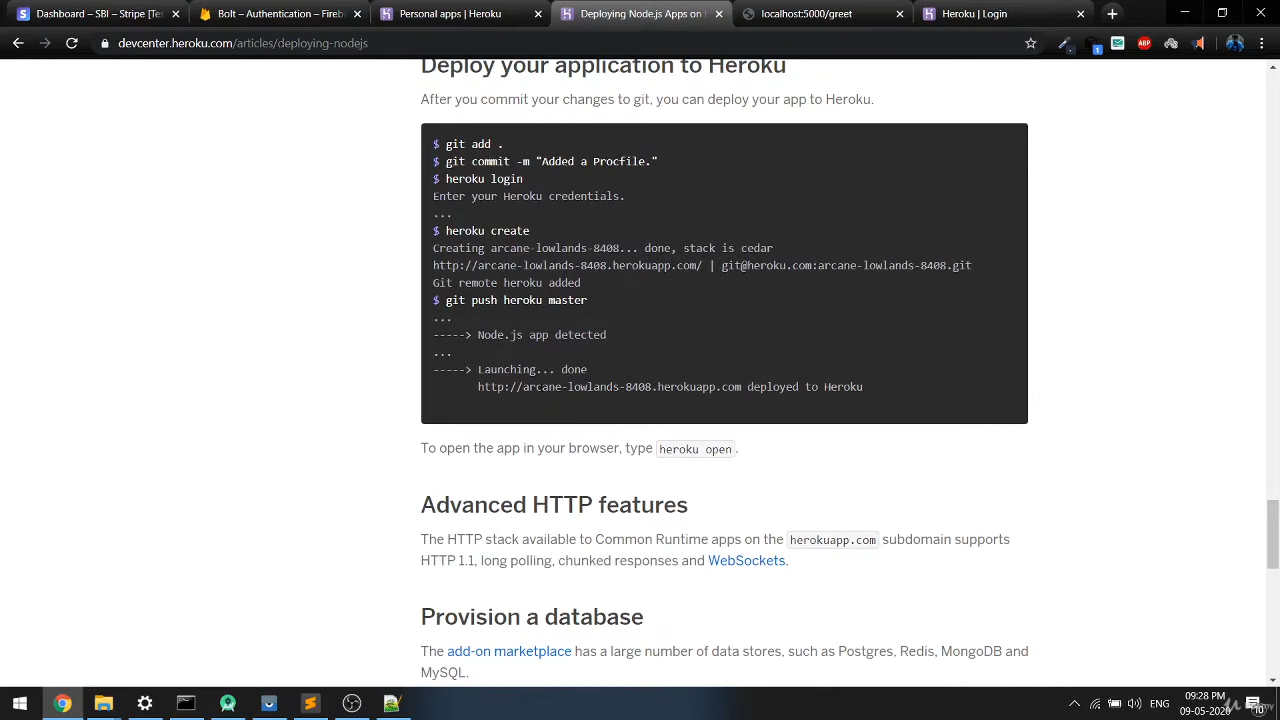 Dashboard – SBI – Stripe [Tes
Bolt – Authentication – Fireb
Personal apps | Heroku
Deploying Node.js Apps on H
localhost:5000/greet
Heroku | Login
devcenter.heroku.com/articles/deploying-nodejs
ABP
1
Deploy your application to Heroku
After you commit your changes to git, you can deploy your app to Heroku.
$ git add .
$ git commit -m "Added a Procfile."
$ heroku login
Enter your Heroku credentials.
...
$ heroku create
Creating arcane-lowlands-8408... done, stack is cedar
http://arcane-lowlands-8408.herokuapp.com/ | git@heroku.com:arcane-lowlands-8408.git
Git remote heroku added
$ git push heroku master
...
-----> Node.js app detected
...
-----> Launching... done
http://arcane-lowlands-8408.herokuapp.com deployed to Heroku
To open the app in your browser, type heroku open.
Advanced HTTP features
The HTTP stack available to Common Runtime apps on the herokuapp.com subdomain supports
HTTP 1.1, long polling, chunked responses and WebSockets.
Provision a database
The add-on marketplace has a large number of data stores, such as Postgres, Redis, MongoDB and
MySQL.
ENG
09:28 PM
09-05-2020